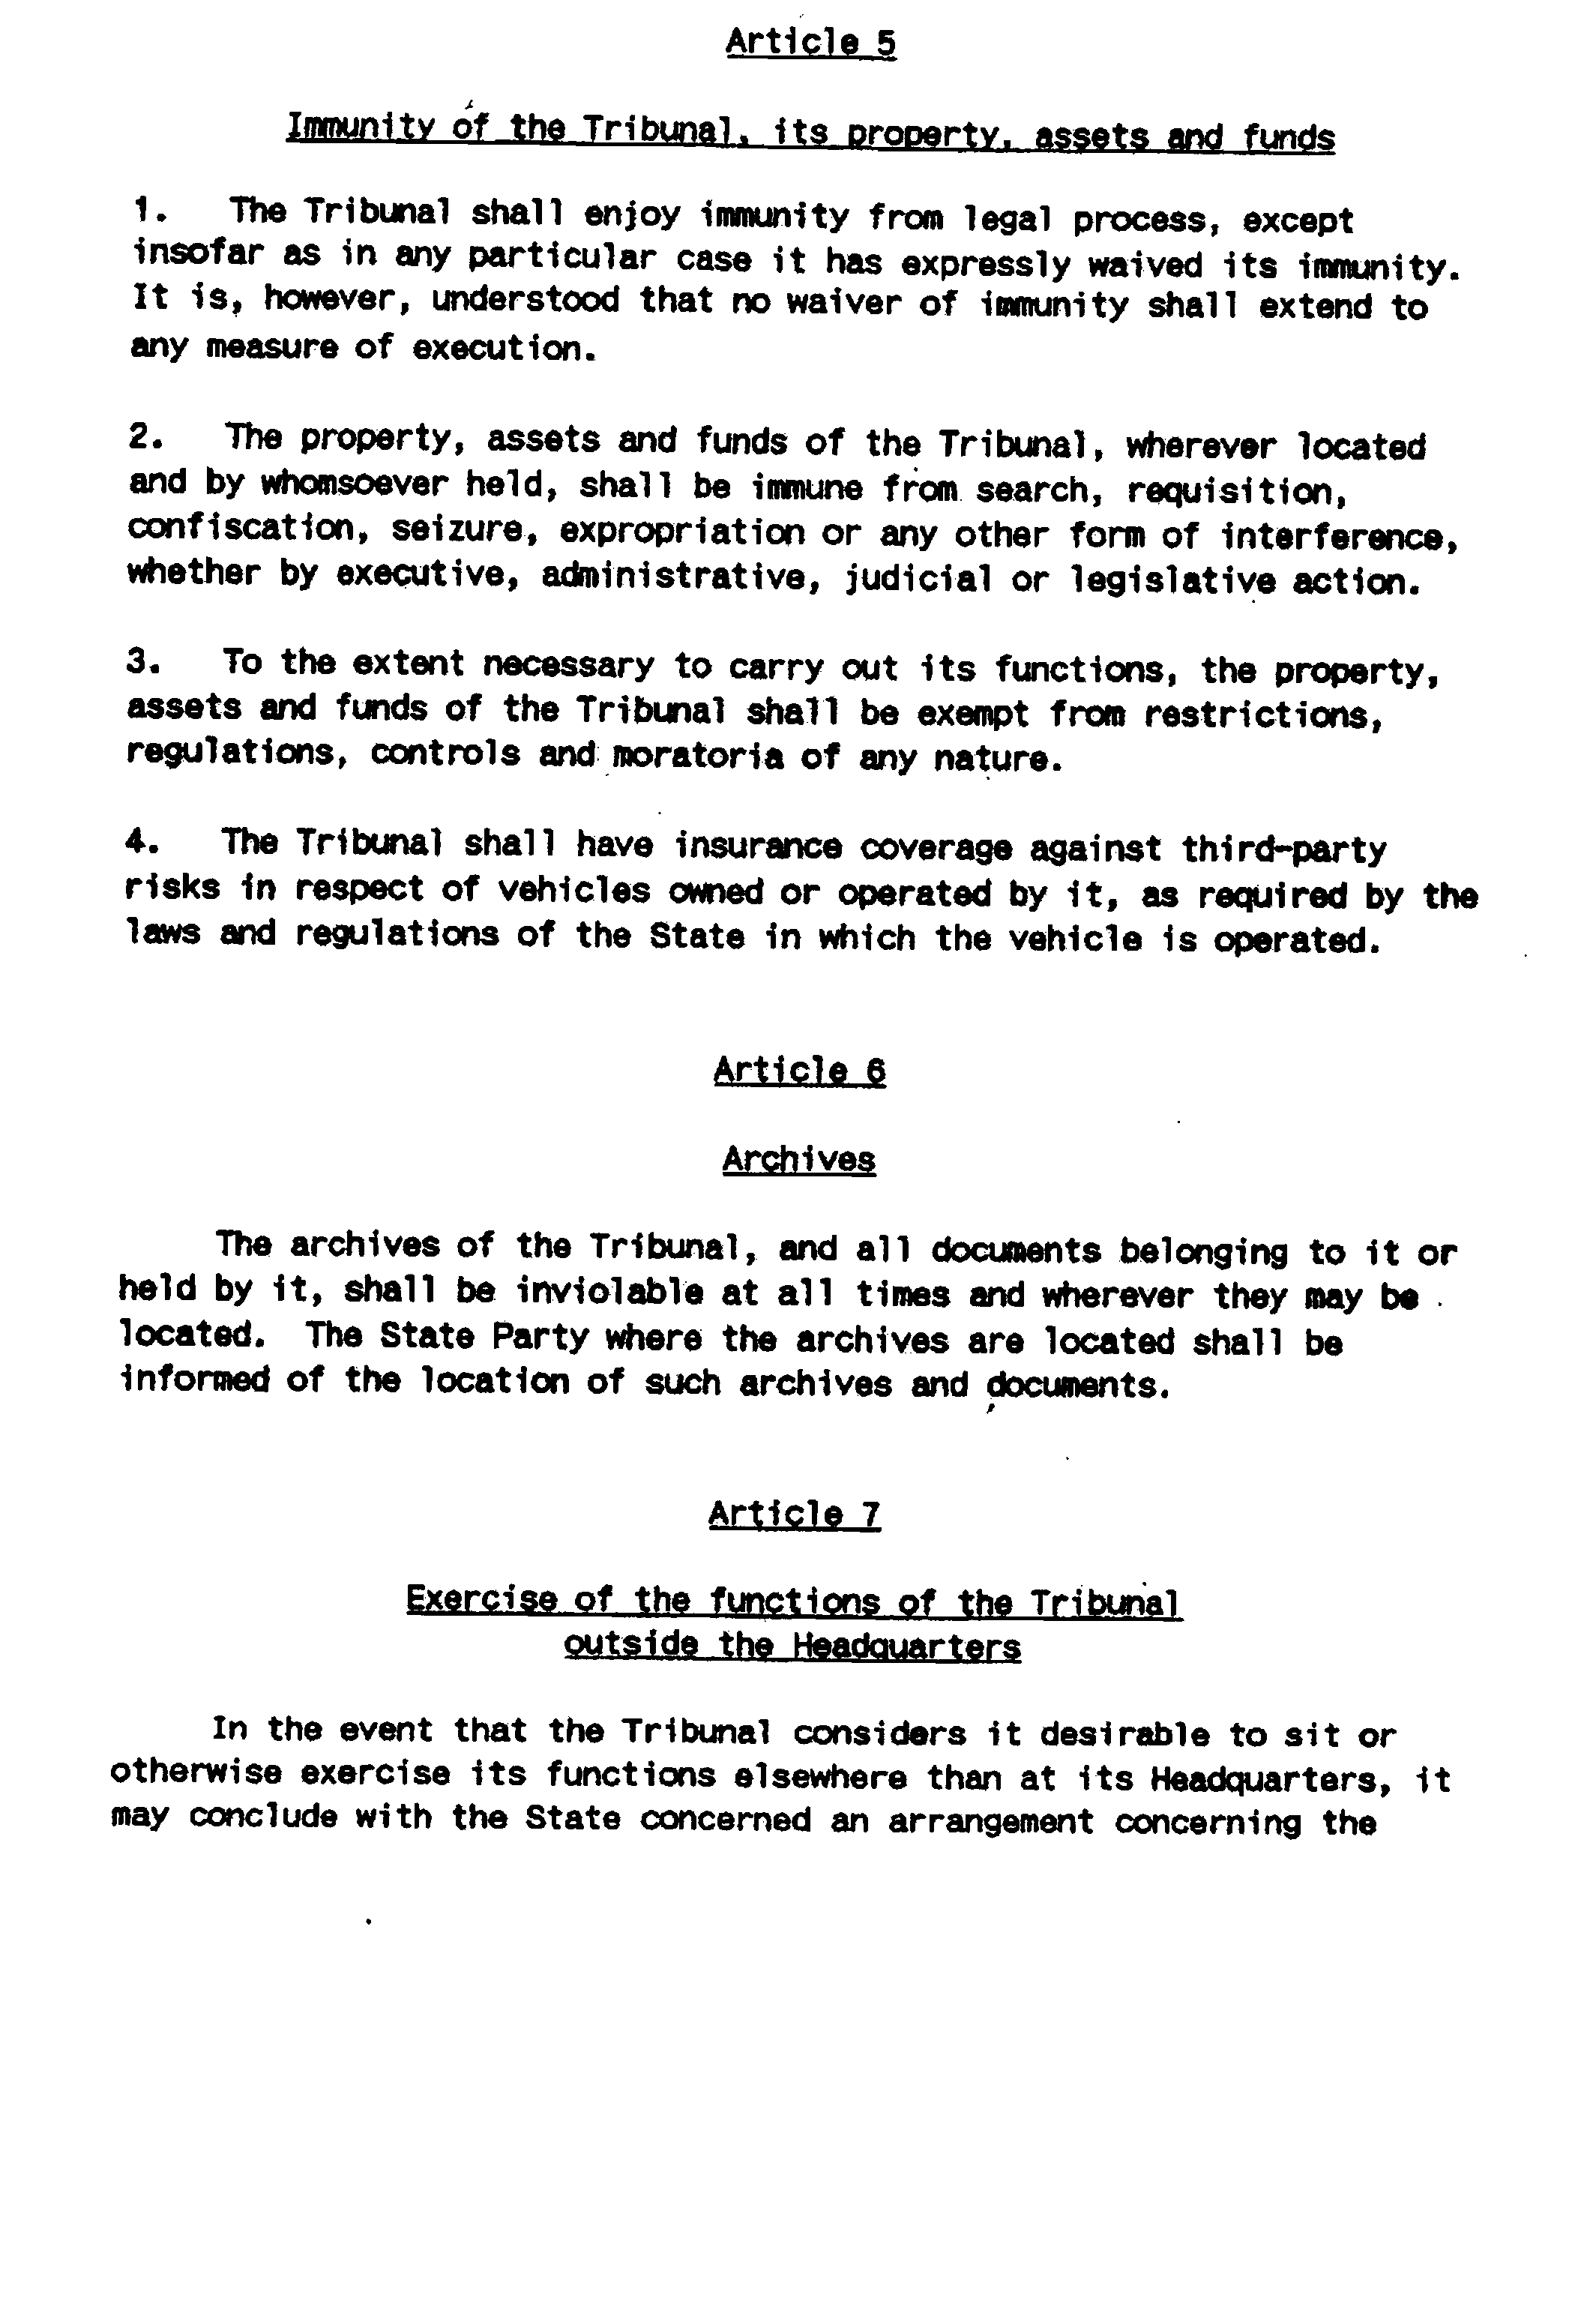 Article 5
Immunity of the Tribunal, its property, assets and funds
1. The Tribunal shall enjoy immunity from legal process, except
insofar as in any particular case it has expressly waived its immunity.
It is, however, understood that no waiver of immunity shall extend to
any measure of execution.
2. The property, assets and funds of the Tribunal, wherever located
and by whomsoever held, shall be immune from search, requisition,
confiscation, seizure, expropriation or any other form of interference,
whether by executive, administrative, judicial or legislative action.
3. To the extent necessary to carry out its functions, the property,
assets and funds of the Tribunal shall be exempt from restrictions,
regulations, controls and moratoria of any nature.
4. The Tribunal shall have insurance coverage against third-party
risks in respect of vehicles owned or operated by it, as required by the
laws and regulations of the State in which the vehicle is operated.
Article 6
Archives
The archives of the Tribunal, and all documents belonging to it or
held by it, shall be inviolable at all times and wherever they may be
located. The State Party where the archives are located shall be
informed of the location of such archives and documents.
Article 7
Exercise of the functions of the Tribunal
outside the Headquarters
In the event that the Tribunal considers it desirable to sit or
otherwise exercise its functions elsewhere than at its Headquarters, it
may conclude with the State concerned an arrangement concerning the